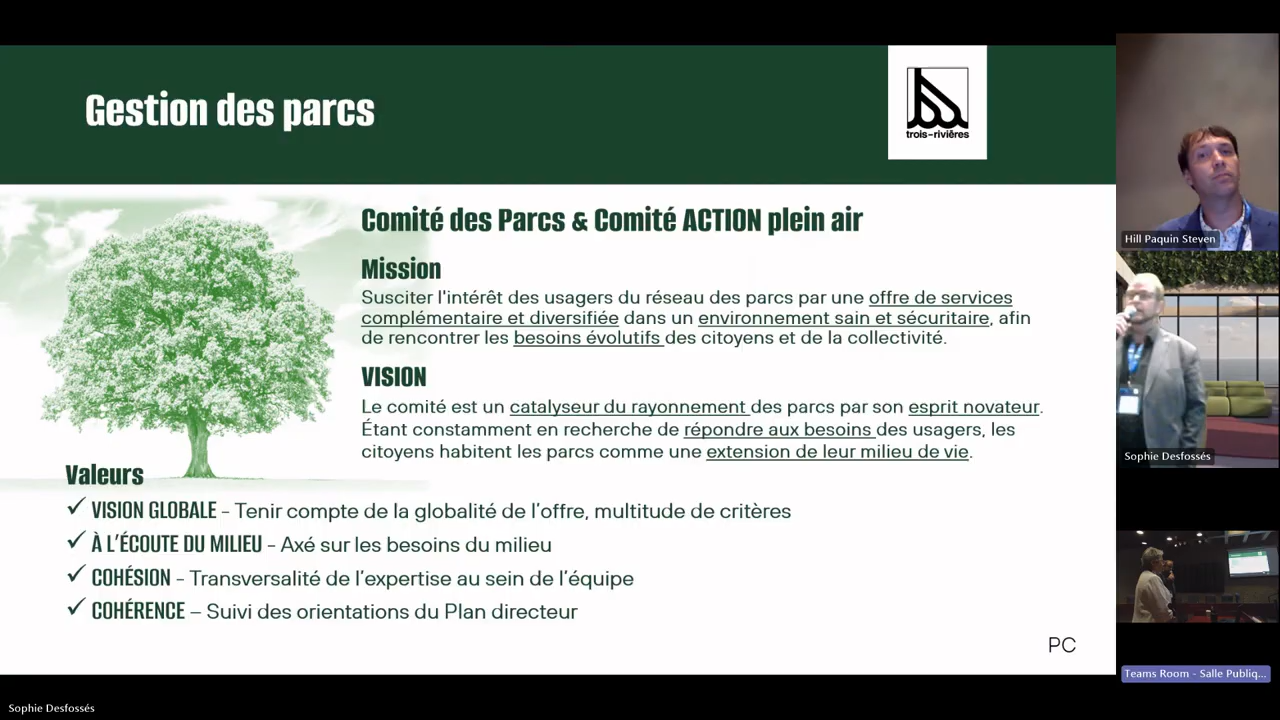 Gestion des parcs
trois-rivières
Comité des Parcs & Comité ACTION plein air
Mission
Susciter l'intérêt des usagers du réseau des parcs par une offre de services
complémentaire et diversifiée dans un environnement sain et sécuritaire, afin
de rencontrer les besoins évolutifs des citoyens et de la collectivité.
VISION
Le comité est un catalyseur du rayonnement des parcs par son esprit novateur.
Étant constamment en recherche de répondre aux besoins des usagers, les
citoyens habitent les parcs comme une extension de leur milieu de vie.
Valeurs
✓ VISION GLOBALE - Tenir compte de la globalité de l’offre, multitude de critères
✓ À L’ÉCOUTE DU MILIEU - Axé sur les besoins du milieu
✓ COHÉSION - Transversalité de l’expertise au sein de l’équipe
✓ COHÉRENCE – Suivi des orientations du Plan directeur
PC
Hill Paquin Steven
Sophie Desfossés
Teams Room - Salle Publiq...
Sophie Desfossés